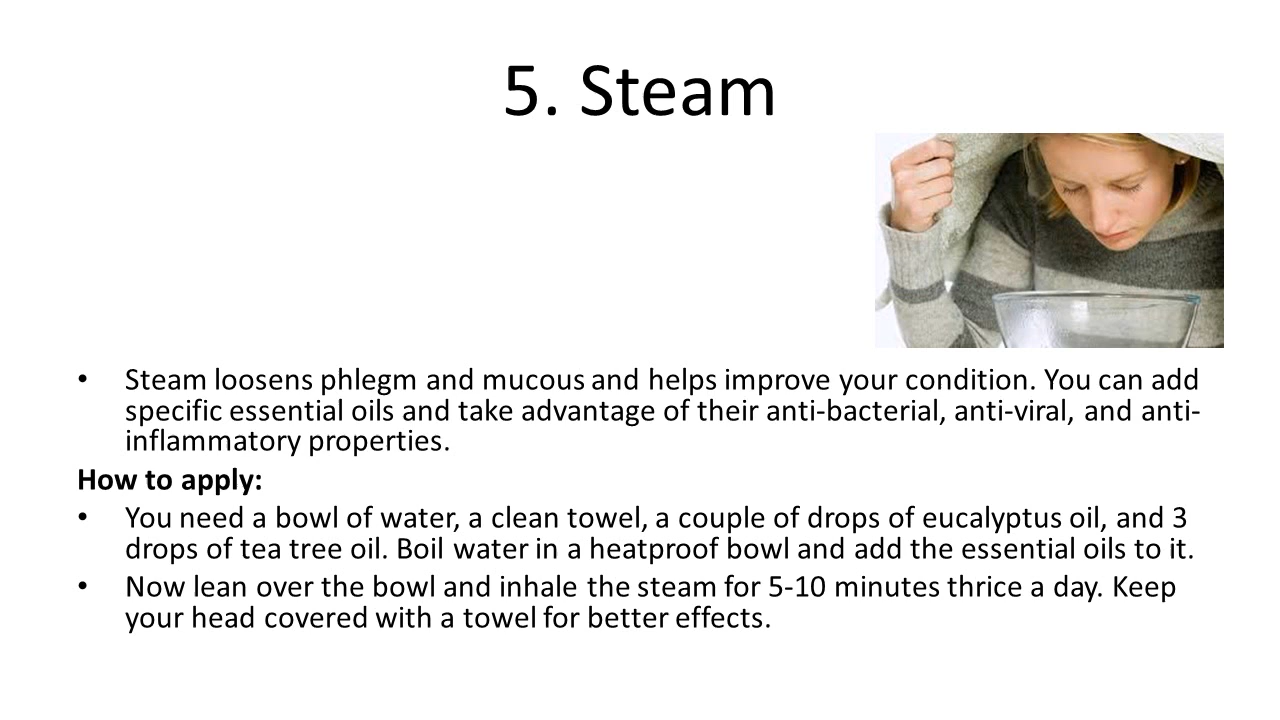 5. Steam
• Steam loosens phlegm and mucous and helps improve your condition. You can add
specific essential oils and take advantage of their anti-bacterial, anti-viral, and anti-
inflammatory properties.
How to apply:
• You need a bowl of water, a clean towel, a couple of drops of eucalyptus oil, and 3
drops of tea tree oil. Boil water in a heatproof bowl and add the essential oils to it.
• Now lean over the bowl and inhale the steam for 5-10 minutes thrice a day. Keep
your head covered with a towel for better effects.